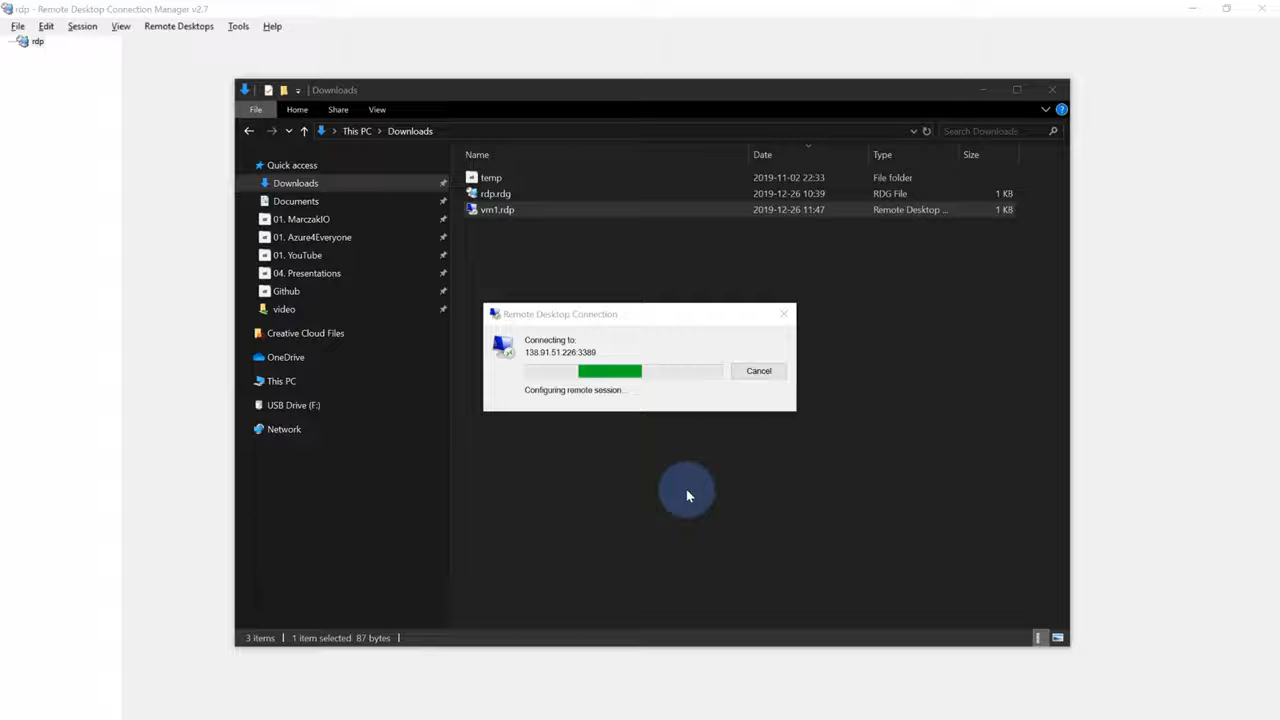 rdp - Remote Desktop Connection Manager v2.7
File Edit Session View Remote Desktops Tools Help
rdp
Downloads
File Home Share View
This PC > Downloads
Search Downloads
Name Date Type Size
Quick access
Downloads
Documents
01. MarczakIO
01. Azure4Everyone
01. YouTube
04. Presentations
Github
video
Creative Cloud Files
OneDrive
This PC
USB Drive (F:)
Network
temp 2019-11-02 22:33 File folder
rdp.rdg 2019-12-26 10:39 RDG File 1 KB
vm1.rdp 2019-12-26 11:47 Remote Desktop ... 1 KB
Remote Desktop Connection
Connecting to:
138.91.51.226:3389
Cancel
Configuring remote session...
3 items 1 item selected 87 bytes